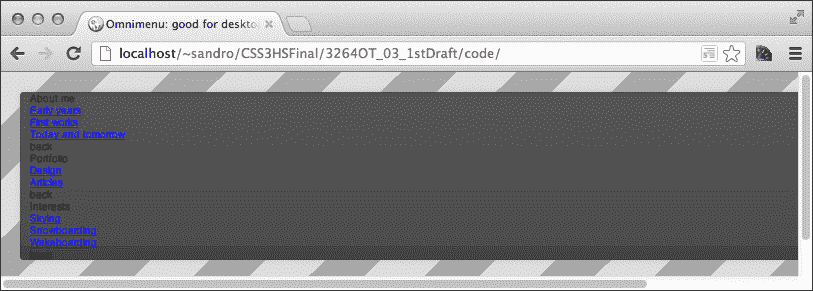 Omnimenu: good for deskto
localhost/~sandro/CSS3HSFinal/3264OT_03_1stDraft/code/
About me
Early years
First works
Today and tomorrow
back
Portfolio
Design
Articles
back
Interests
Skying
Snowboarding
Wakeboarding